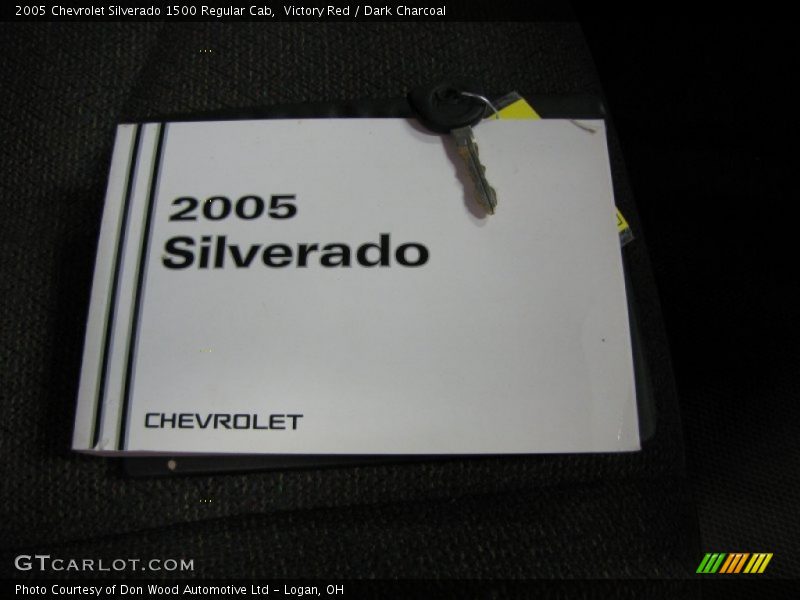 2005 Chevrolet Silverado 1500 Regular Cab,  Victory Red / Dark Charcoal
2005
Silverado
CHEVROLET
GTCARLOT.COM
Photo Courtesy of Don Wood Automotive Ltd - Logan, OH